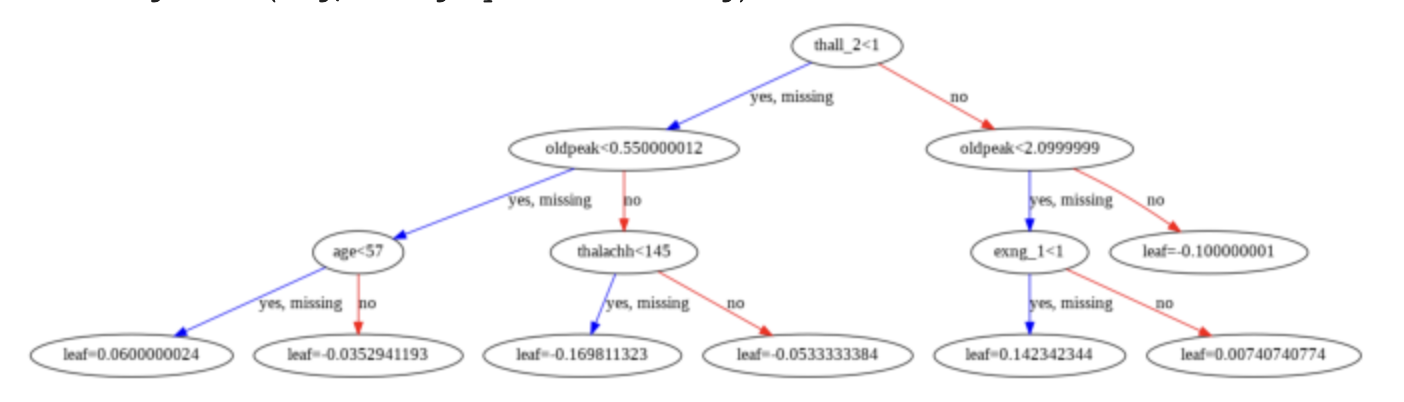 thall_2<1
yes, missing
no
oldpeak<0.550000012
oldpeak<2.0999999
yes, missing
no
yes, missing
no
age<57
thalachh<145
exng_1<1
leaf=-0.100000001
yes, missing
no
yes, missing
no
yes, missing
no
leaf=0.0600000024
leaf=-0.0352941193
leaf=-0.169811323
leaf=-0.0533333384
leaf=0.142342344
leaf=0.00740740774